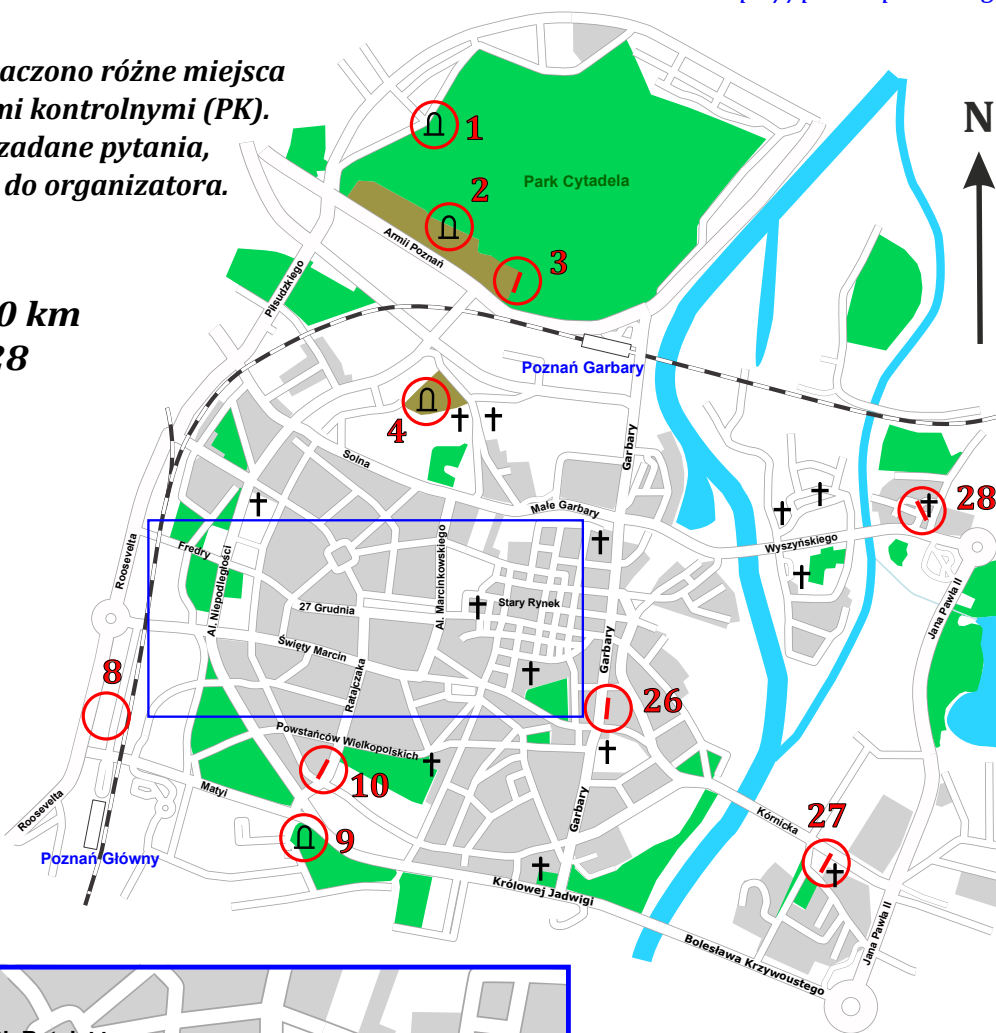 aczono różne miejsca
mi kontrolnymi (PK).
zadane pytania,
do organizatora.
0 km
28
N
1
2
Park Cytadela
3
Armii Poznań
Piłsudzkiego
Poznań Garbary
4
Solna
Garbary
Małe Garbary
28
Wyszyńskiego
Roosevelta
Fredry
Al. Niepodległości
Al. Marcinkowskiego
27 Grudnia
Stary Rynek
Jana Pawła II
Święty Marcin
Garbary
Ratajczaka
8
26
Powstańców Wielkopolskich
10
Matyi
Roosevelta
Kórnicka
27
Garbary
9
Poznań Główny
Królowej Jadwigi
Jana Pawła II
Bolesława Krzywoustego